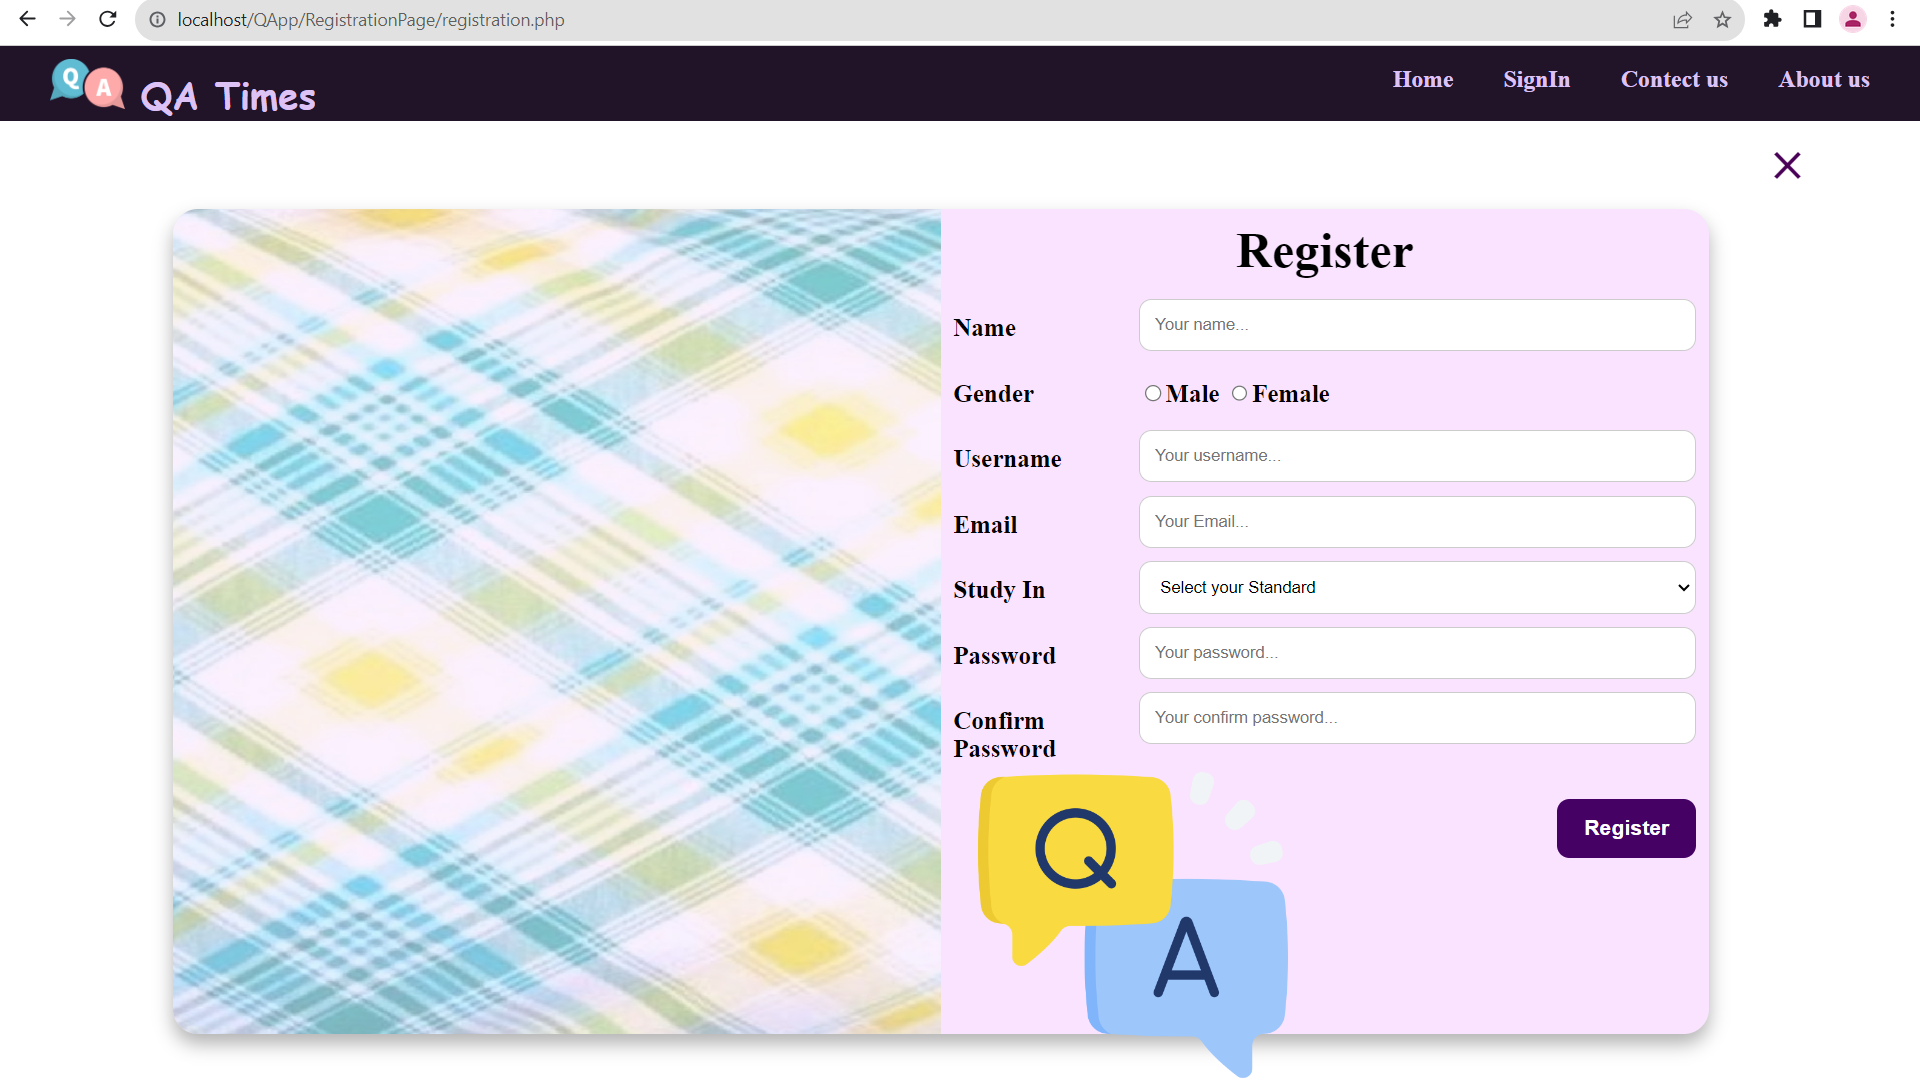 localhost/QApp/RegistrationPage/registration.php
Q A QA Times
Home SignIn Contect us About us
Register
Name Your name...
Gender Male Female
Username Your username...
Email Your Email...
Study In Select your Standard
Password Your password...
Confirm Your confirm password...
Password
Register
Q
A